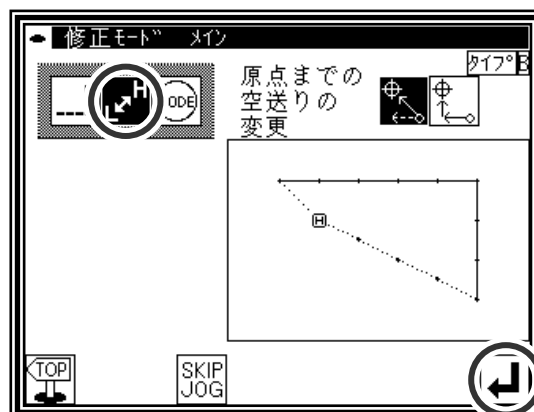 修正ﾓｰﾄﾞ ﾒｲﾝ
ﾀｲﾌﾟB
--- L H ODE
原点までの
空送りの
変更
H
TOP
SKIP
JOG